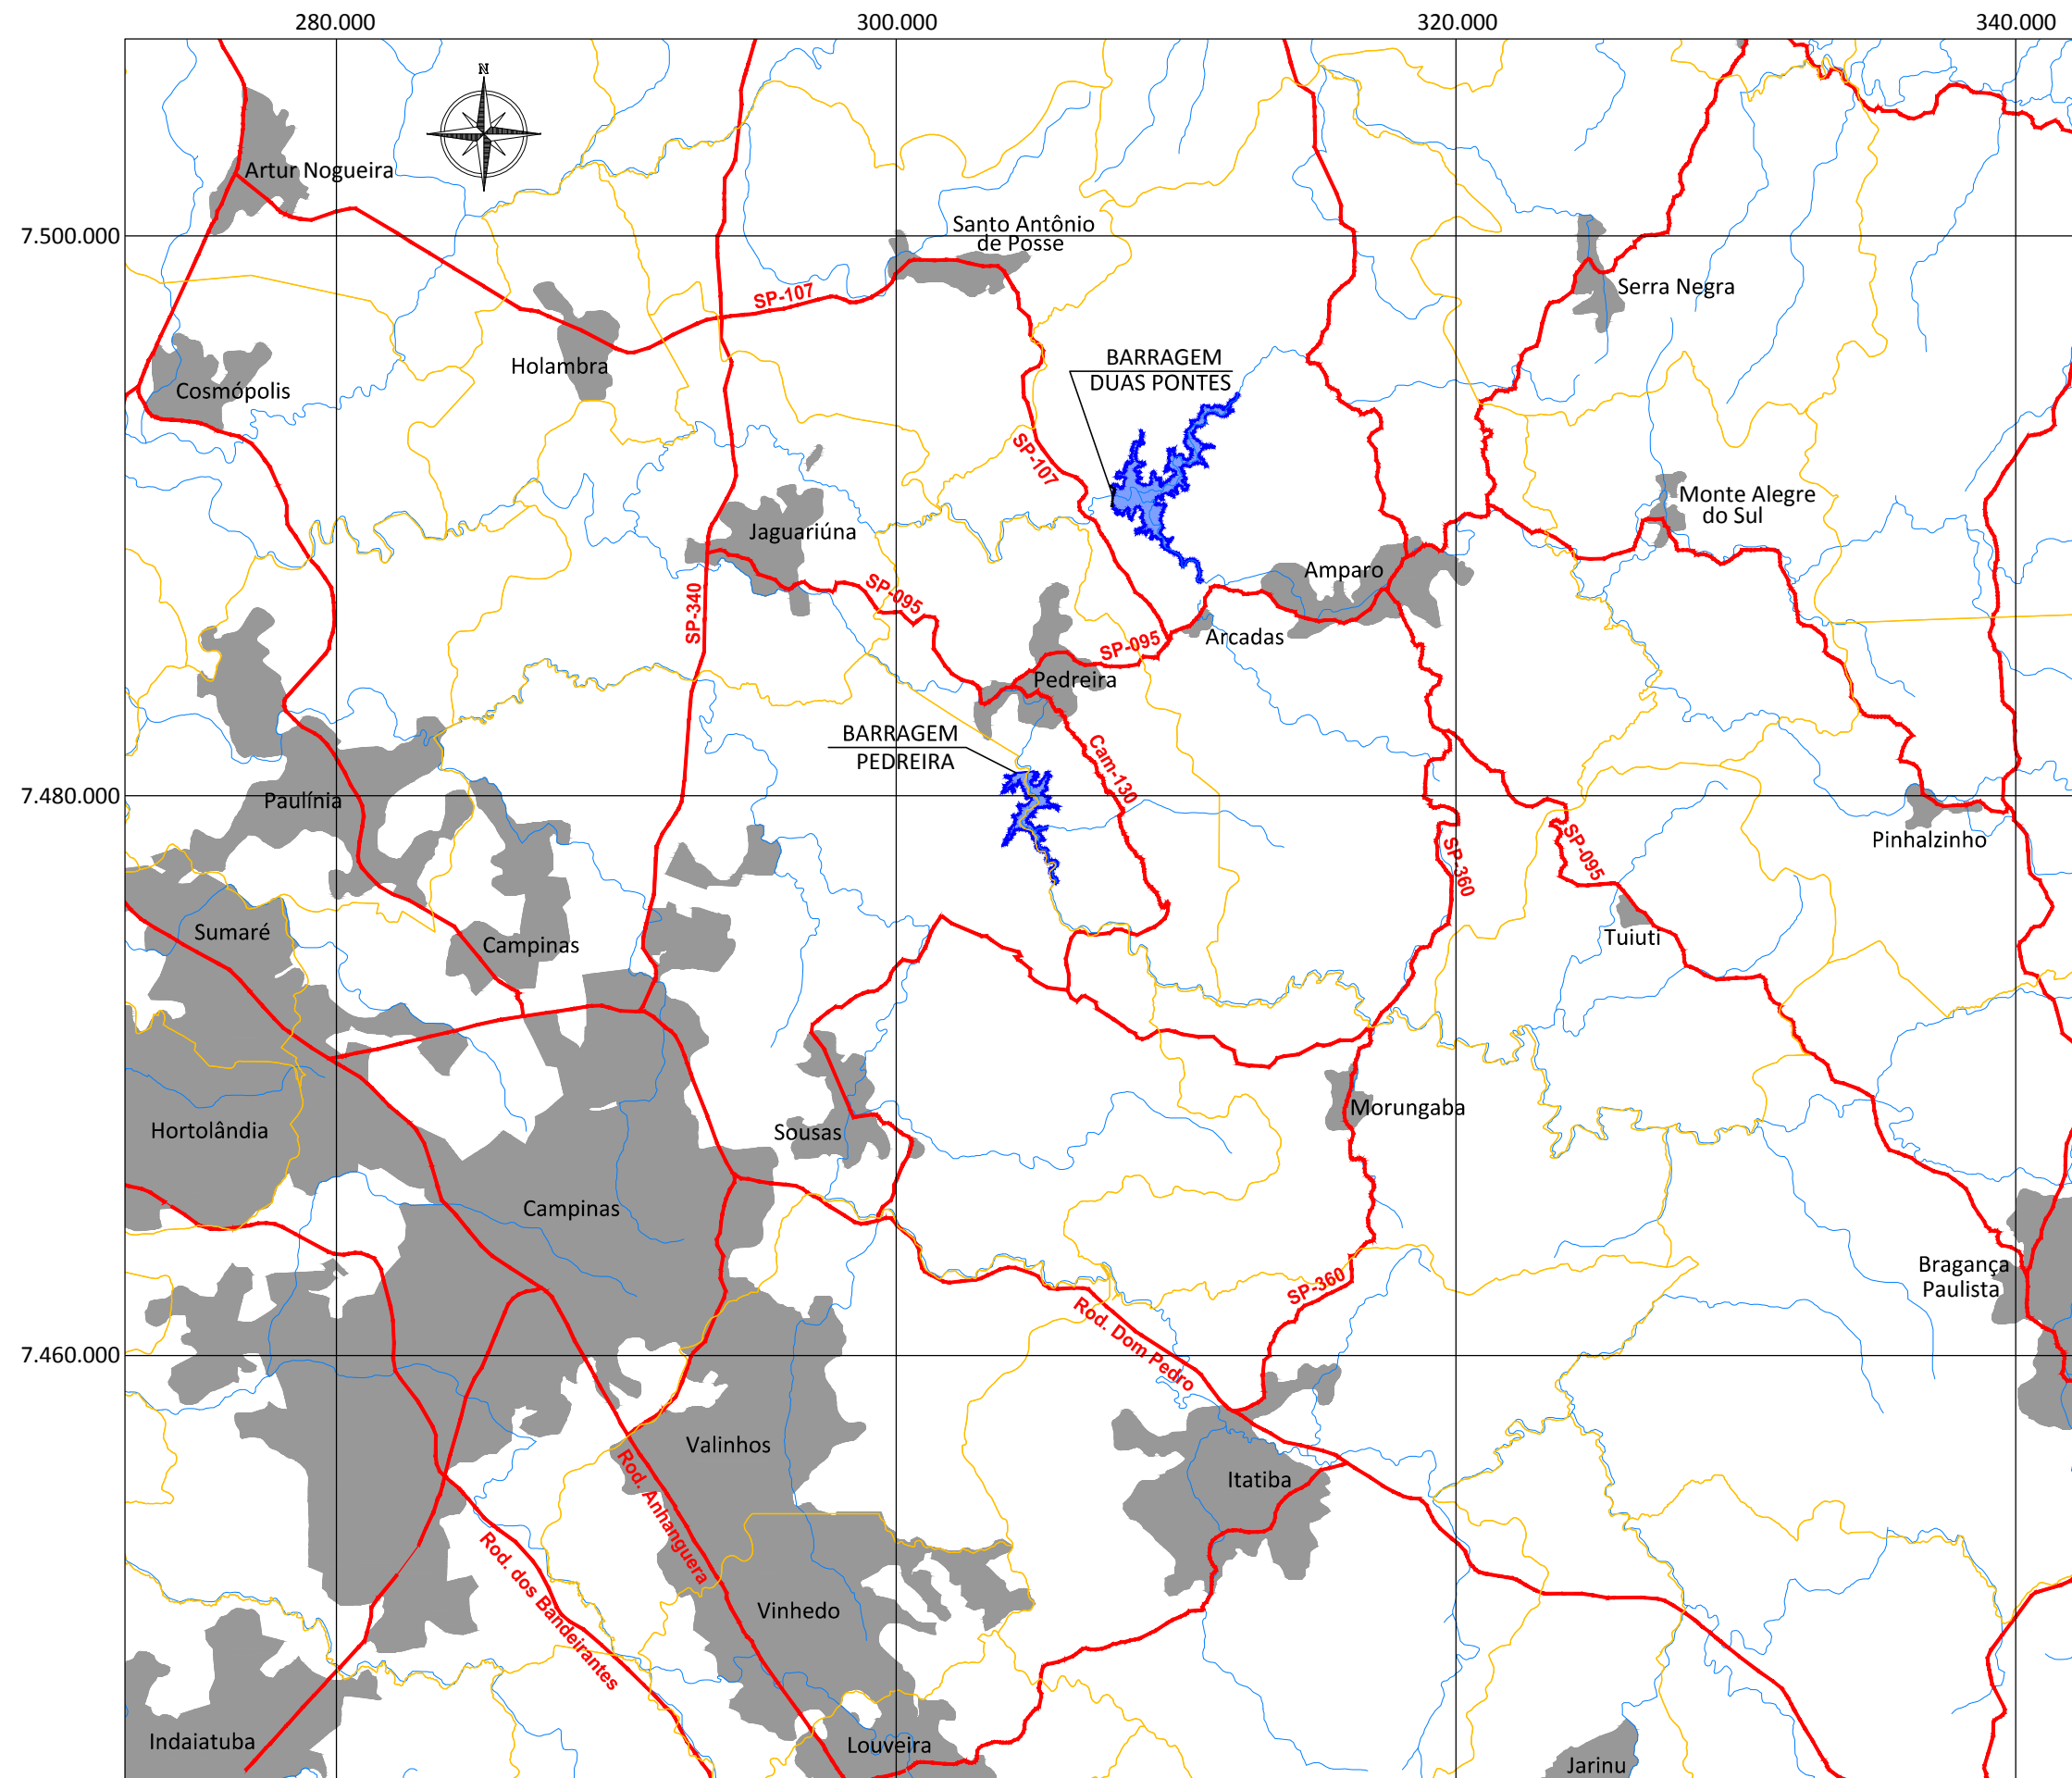 280.000
300.000
320.000
340.000
N
Artur Nogueira
Santo Antônio
de Posse
7.500.000
Serra Negra
SP-107
Holambra
BARRAGEM
DUAS PONTES
Cosmópolis
SP-107
Monte Alegre
do Sul
Jaguariúna
Amparo
SP-095
SP-340
Arcadas
SP-095
Pedreira
BARRAGEM
PEDREIRA
Cam-130
7.480.000
Paulínia
Pinhalzinho
SP-095
SP-360
Sumaré
Campinas
Tuiuti
Morungaba
Hortolândia
Sousas
Campinas
Bragança
Paulista
SP-360
Rod. Dom Pedro
7.460.000
Valinhos
Itatiba
Rod. Anhanguera
Rod. dos Bandeirantes
Vinhedo
Indaiatuba
Louveira
Jarinu